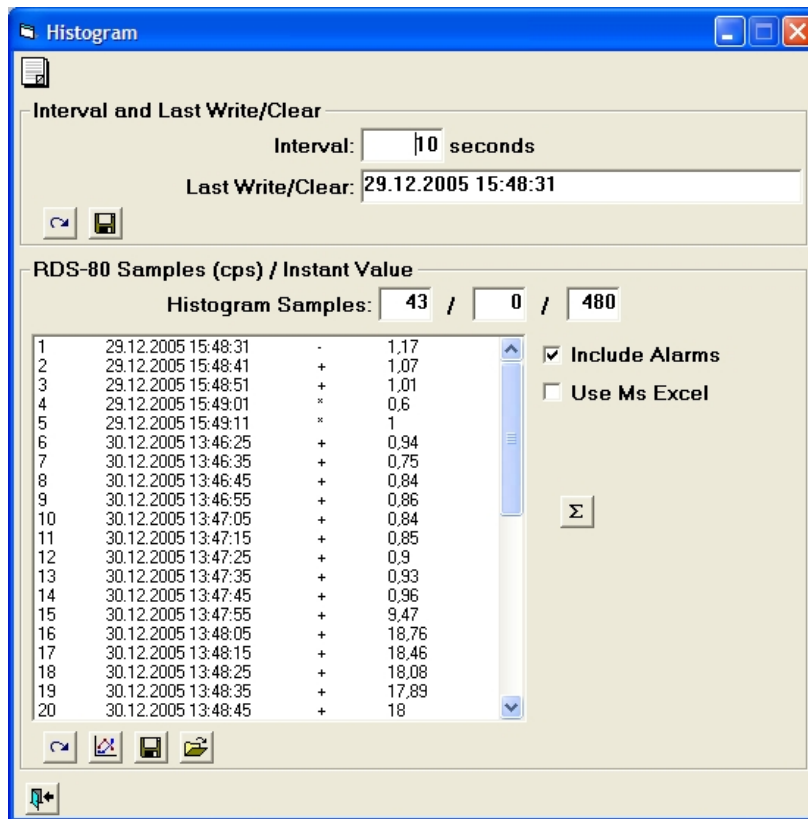 Histogram
Interval and Last Write/Clear
Interval: 10 seconds
Last Write/Clear: 29.12.2005 15:48:31
RDS-80 Samples (cps) / Instant Value
Histogram Samples: 43 / 0 / 480
1 29.12.2005 15:48:31 - 1,17
2 29.12.2005 15:48:41 + 1,07
3 29.12.2005 15:48:51 + 1,01
4 29.12.2005 15:49:01 * 0,6
5 29.12.2005 15:49:11 * 1
6 30.12.2005 13:46:25 + 0,94
7 30.12.2005 13:46:35 + 0,75
8 30.12.2005 13:46:45 + 0,84
9 30.12.2005 13:46:55 + 0,86
10 30.12.2005 13:47:05 + 0,84
11 30.12.2005 13:47:15 + 0,85
12 30.12.2005 13:47:25 + 0,9
13 30.12.2005 13:47:35 + 0,93
14 30.12.2005 13:47:45 + 0,96
15 30.12.2005 13:47:55 + 9,47
16 30.12.2005 13:48:05 + 18,76
17 30.12.2005 13:48:15 + 18,46
18 30.12.2005 13:48:25 + 18,08
19 30.12.2005 13:48:35 + 17,89
20 30.12.2005 13:48:45 + 18
Include Alarms
Use Ms Excel
Σ